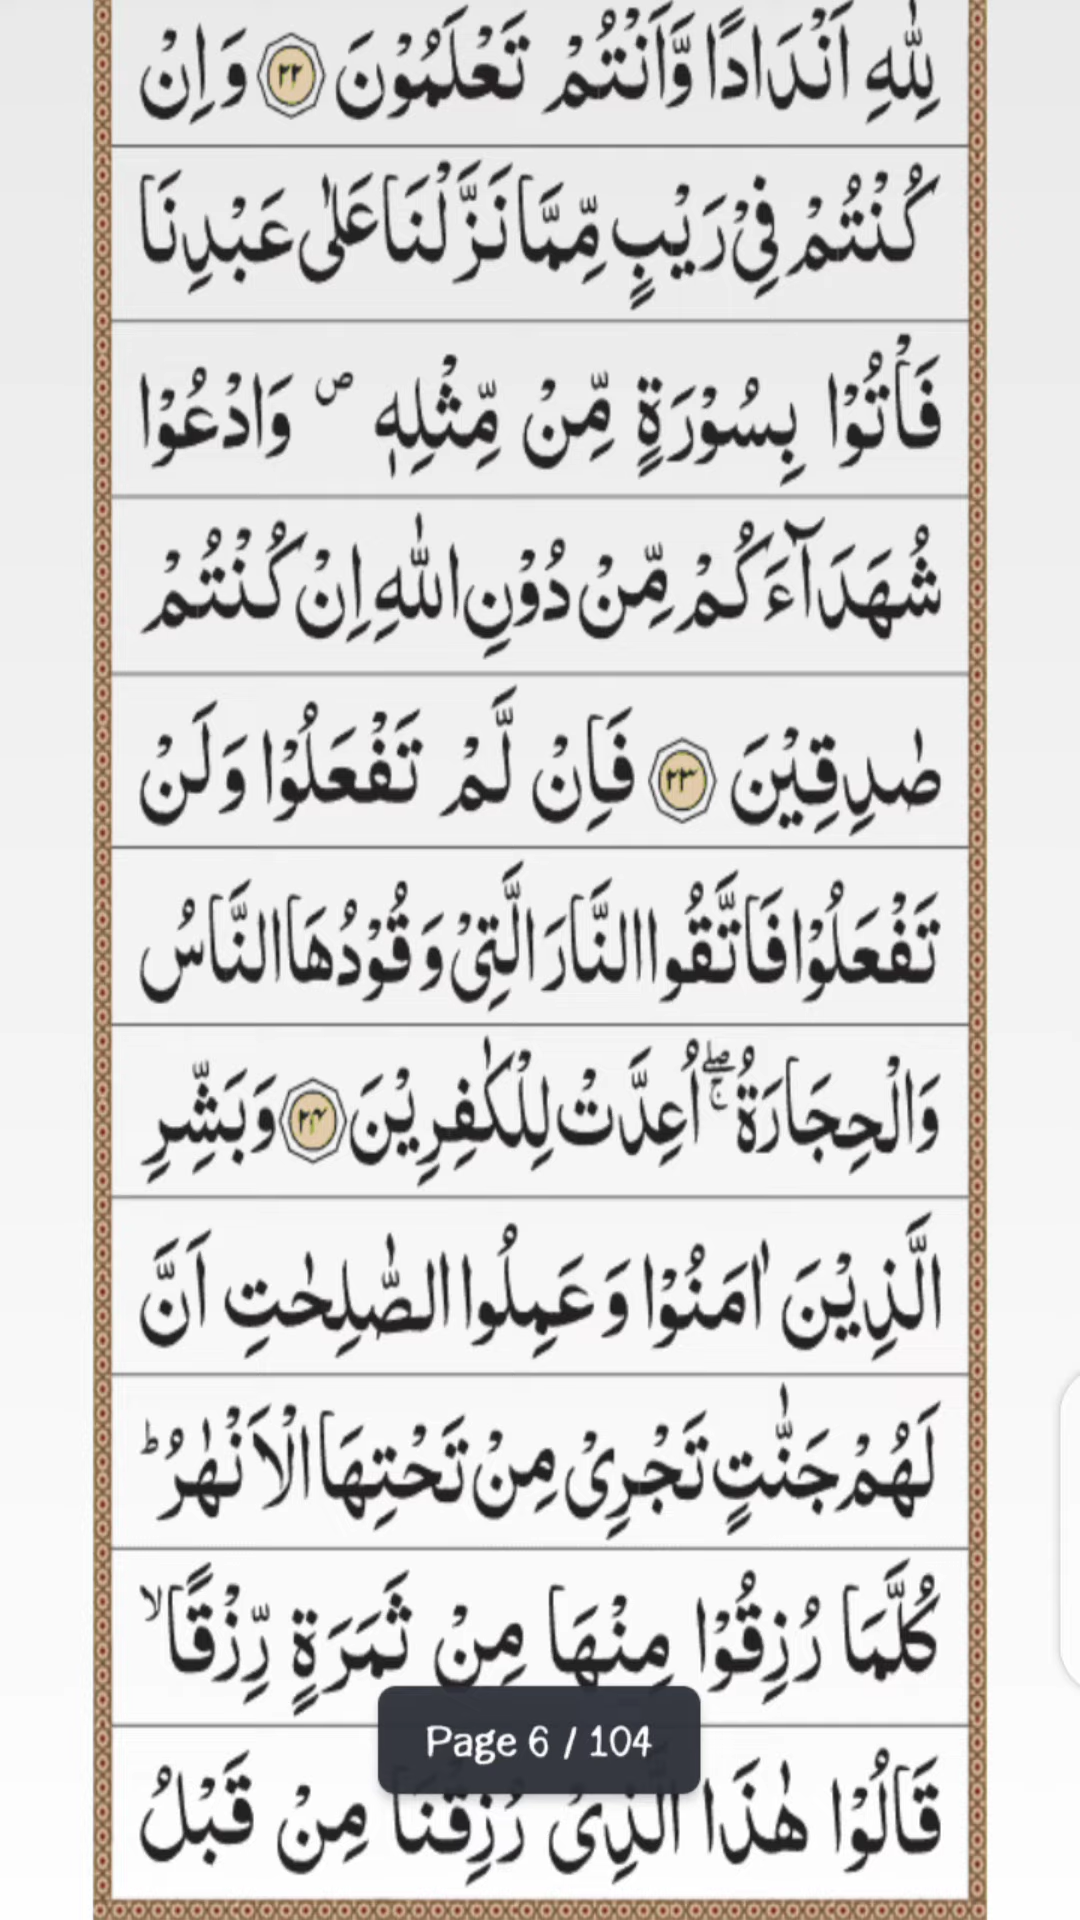 لِلّٰهِ اَنْدَادًا وَّاَنْتُمْ تَعْلَمُوْنَ ﴿۲۲﴾ وَ اِنْ
كُنْتُمْ فِیْ رَیْبٍ مِّمَّا نَزَّلْنَا عَلٰی عَبْدِنَا
فَاْتُوْا بِسُوْرَةٍ مِّنْ مِّثْلِهٖ ۪ وَادْعُوْا
شُهَدَآءَكُمْ مِّنْ دُوْنِ اللّٰهِ اِنْ كُنْتُمْ
صٰدِقِیْنَ ﴿۲۳﴾ فَاِنْ لَّمْ تَفْعَلُوْا وَلَنْ
تَفْعَلُوْا فَاتَّقُوا النَّارَ الَّتِیْ وَقُوْدُهَا النَّاسُ
وَالْحِجَارَةُ ۖۚ اُعِدَّتْ لِلْكٰفِرِیْنَ ﴿۲۴﴾ وَبَشِّرِ
الَّذِیْنَ اٰمَنُوْا وَعَمِلُوا الصّٰلِحٰتِ اَنَّ
لَهُمْ جَنّٰتٍ تَجْرِیْ مِنْ تَحْتِهَا الْاَنْهٰرُ ؕ
كُلَّمَا رُزِقُوْا مِنْهَا مِنْ ثَمَرَةٍ رِّزْقًا ۙ
Page 6 / 104
قَالُوْا هٰذَا الَّذِیْ رُزِقْنَا مِنْ قَبْلُ